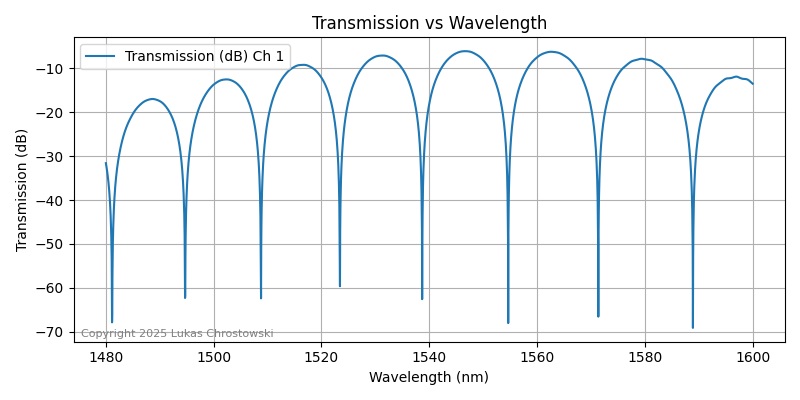 Transmission vs Wavelength
Transmission (dB) Ch 1
Transmission (dB)
−10
−20
−30
−40
−50
−60
−70
Copyright 2025 Lukas Chrostowski
1480 1500 1520 1540 1560 1580 1600
Wavelength (nm)